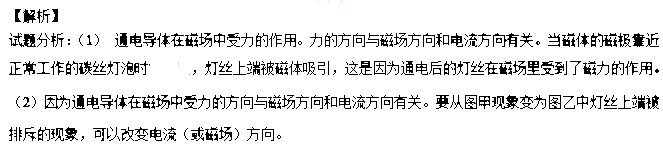 【解析】
试题分析：（1） 通电导体在磁场中受力的作用。力的方向与磁场方向和电流方向有关。当磁体的磁极靠近
正常工作的碳丝灯泡时 ，灯丝上端被磁体吸引，这是因为通电后的灯丝在磁场里受到了磁力的作用。
（2）因为通电导体在磁场中受力的方向与磁场方向和电流方向有关。要从图甲现象变为图乙中灯丝上端被
排斥的现象，可以改变电流（或磁场）方向。